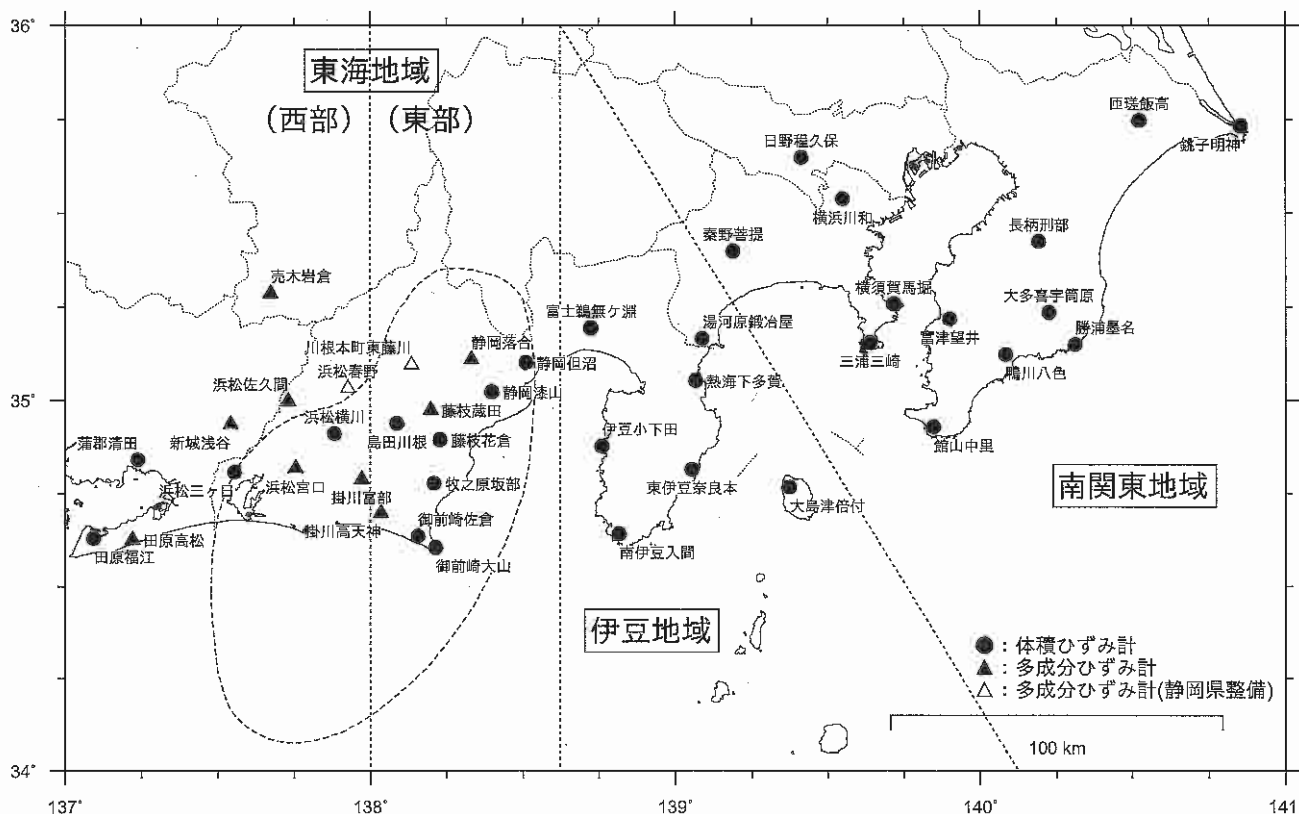 36°
東海地域
（西部）
（東部）
匝瑳飯高
銚子明神
日野程久保
横浜川和
長柄刑部
秦野菩提
売木岩倉
横須賀馬堀
大多喜宇筒原
富士鵜無ケ淵
湯河原鍛冶屋
勝浦墨名
川根本町東藤川
静岡落合
富津望井
三浦三崎
静岡但沼
浜松春野
鴨川八色
浜松佐久間
熱海下多賀
35°
静岡漆山
浜松横川
藤枝蔵田
蒲郡清田
新城浅谷
島田川根
藤枝花倉
伊豆小下田
館山中里
浜松三ヶ日
浜松宮口
牧之原坂部
東伊豆奈良本
掛川富部
大島津倍付
南関東地域
掛川高天神
御前崎佐倉
田原高松
田原福江
御前崎大山
南伊豆入間
伊豆地域
：体積ひずみ計
：多成分ひずみ計
：多成分ひずみ計(静岡県整備)
100 km
34°
137°
138°
139°
140°
141